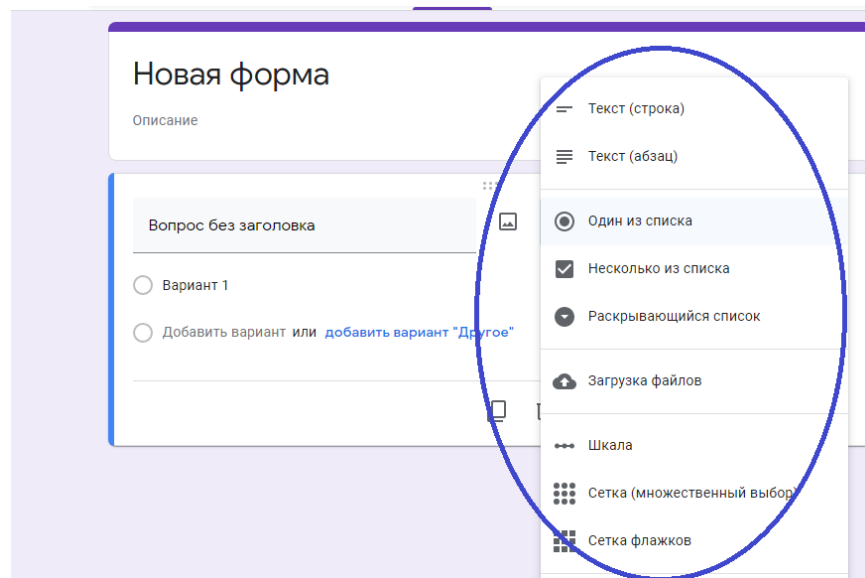 Новая форма
Описание
Вопрос без заголовка
Вариант 1
Добавить вариант или добавить вариант "Другое"
Текст (строка)
Текст (абзац)
Один из списка
Несколько из списка
Раскрывающийся список
Загрузка файлов
Шкала
Сетка (множественный выбор)
Сетка флажков